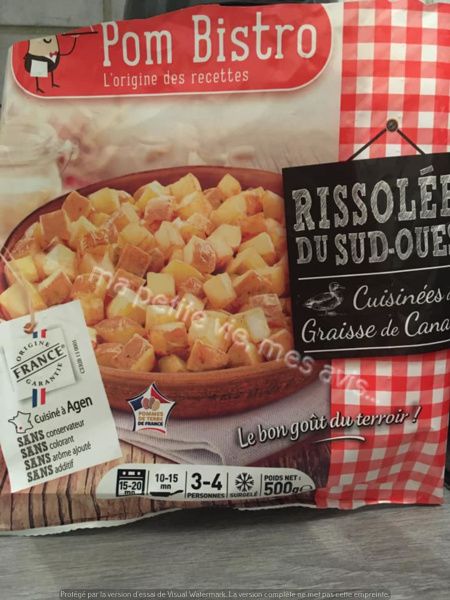 Pom Bistro
L'origine des recettes
RISSOLÉE
DU SUD-OUES
Cuisinées
Graisse de Cana
ma petite vie, mes avis...
ORIGINE
FRANCE
GARANTIE
Cuisiné à Agen
SANS conservateur
SANS colorant
SANS arôme ajouté
SANS additif
POMMES
DE TERRE
DE FRANCE
Le bon goût du terroir !
15-20 mn
10-15 mn
3-4 PERSONNES
SURGELÉ
POIDS NET :
500g
Protégé par la version d'essai de Visual Watermark. La version complète ne met pas cette empreinte.